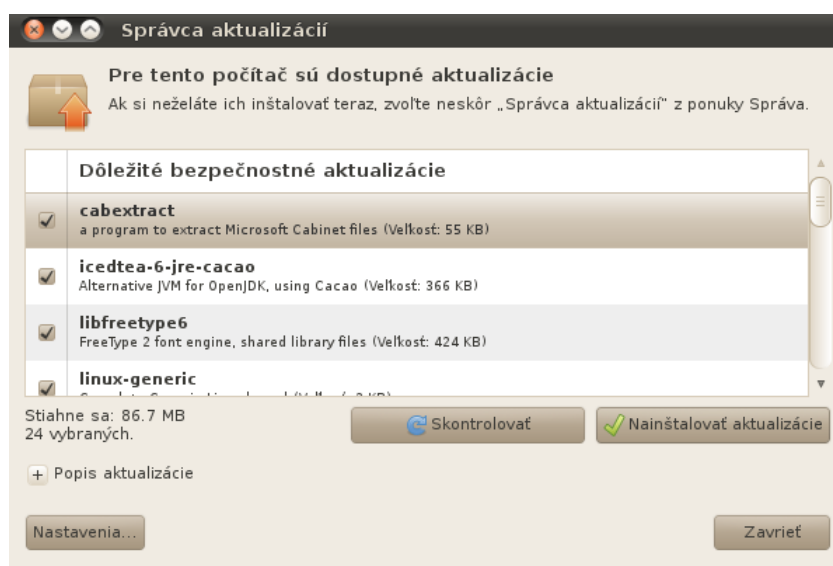 Správca aktualizácií
Pre tento počítač sú dostupné aktualizácie
Ak si neželáte ich inštalovať teraz, zvoľte neskôr „Správca aktualizácií“ z ponuky Správa.
Dôležité bezpečnostné aktualizácie
cabextract
a program to extract Microsoft Cabinet files (Veľkosť: 55 KB)
icedtea-6-jre-cacao
Alternative JVM for OpenJDK, using Cacao (Veľkosť: 366 KB)
libfreetype6
FreeType 2 font engine, shared library files (Veľkosť: 424 KB)
linux-generic
Stiahne sa: 86.7 MB
24 vybraných.
Skontrolovať
Nainštalovať aktualizácie
Popis aktualizácie
Nastavenia...
Zavrieť